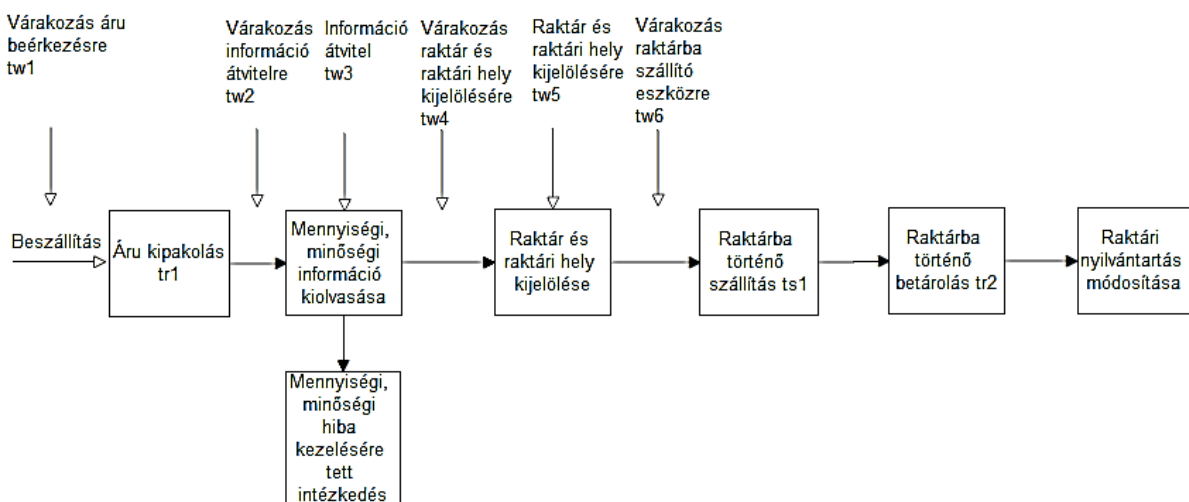 Várakozás áru
beérkezésre
tw1
Várakozás
információ
átvitelre
tw2
Információ
átvitel
tw3
Várakozás
raktár és
raktári hely
kijelölésére
tw4
Raktár és
raktári hely
kijelölésére
tw5
Várakozás
raktárba
szállító
eszközre
tw6
Beszállítás
Áru kipakolás
tr1
Mennyiségi,
minőségi
információ
kiolvasása
Raktár és
raktári hely
kijelölése
Raktárba
történő
szállítás ts1
Raktárba
történő
betárolás tr2
Raktári
nyilvántartás
módosítása
Mennyiségi,
minőségi
hiba
kezelésére
tett
intézkedés